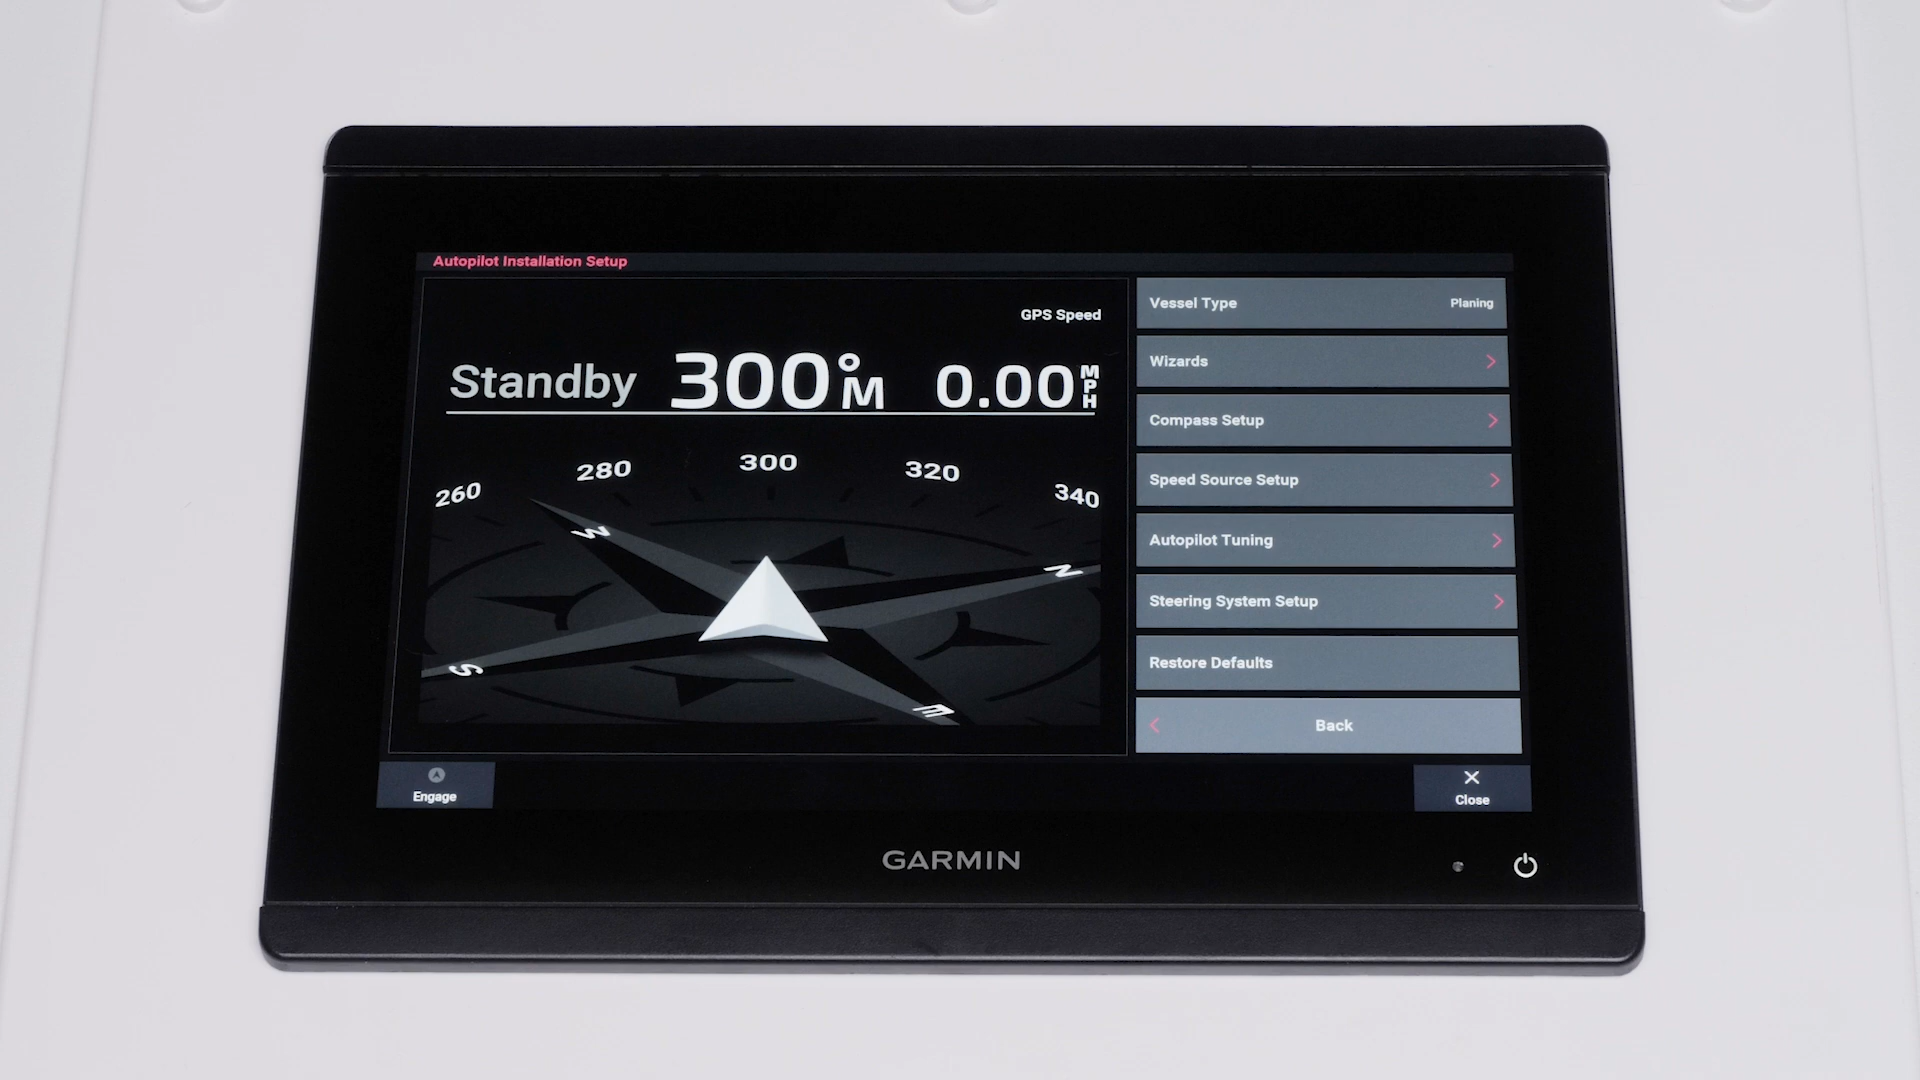 Autopilot Installation Setup
GPS Speed
Standby 300°M 0.00 MPH
260 280 300 320 340
W N
S E
Vessel Type Planing
Wizards
Compass Setup
Speed Source Setup
Autopilot Tuning
Steering System Setup
Restore Defaults
Back
Engage
Close
GARMIN